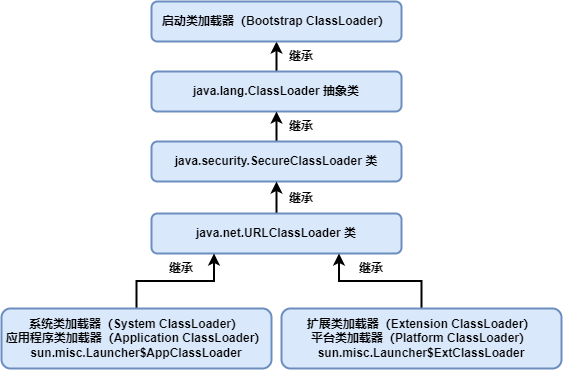 启动类加载器（Bootstrap ClassLoader）
继承
java.lang.ClassLoader 抽象类
继承
java.security.SecureClassLoader 类
继承
java.net.URLClassLoader 类
继承
继承
系统类加载器（System ClassLoader）
应用程序类加载器（Application ClassLoader)
sun.misc.Launcher$AppClassLoader
扩展类加载器（Extension ClassLoader)
平台类加载器（Platform ClassLoader)
sun.misc.Launcher$ExtClassLoader